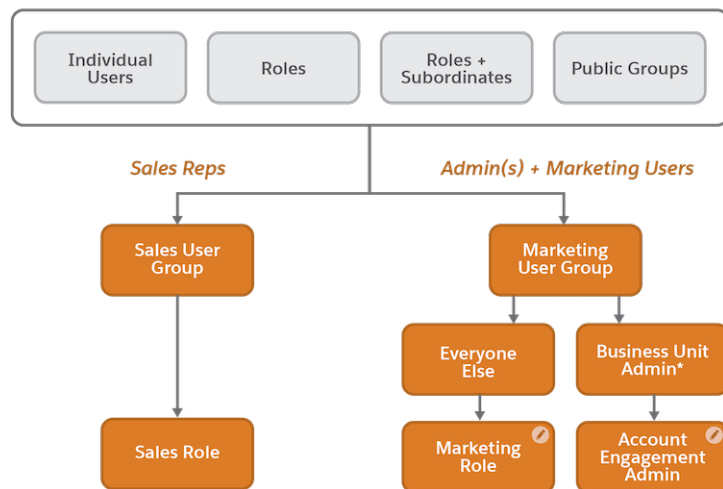 Individual
Users
Roles
Roles +
Subordinates
Public Groups
Sales Reps
Admin(s) + Marketing Users
Sales User
Group
Marketing
User Group
Everyone
Else
Business Unit
Admin*
Sales Role
Marketing
Role
Account
Engagement
Admin